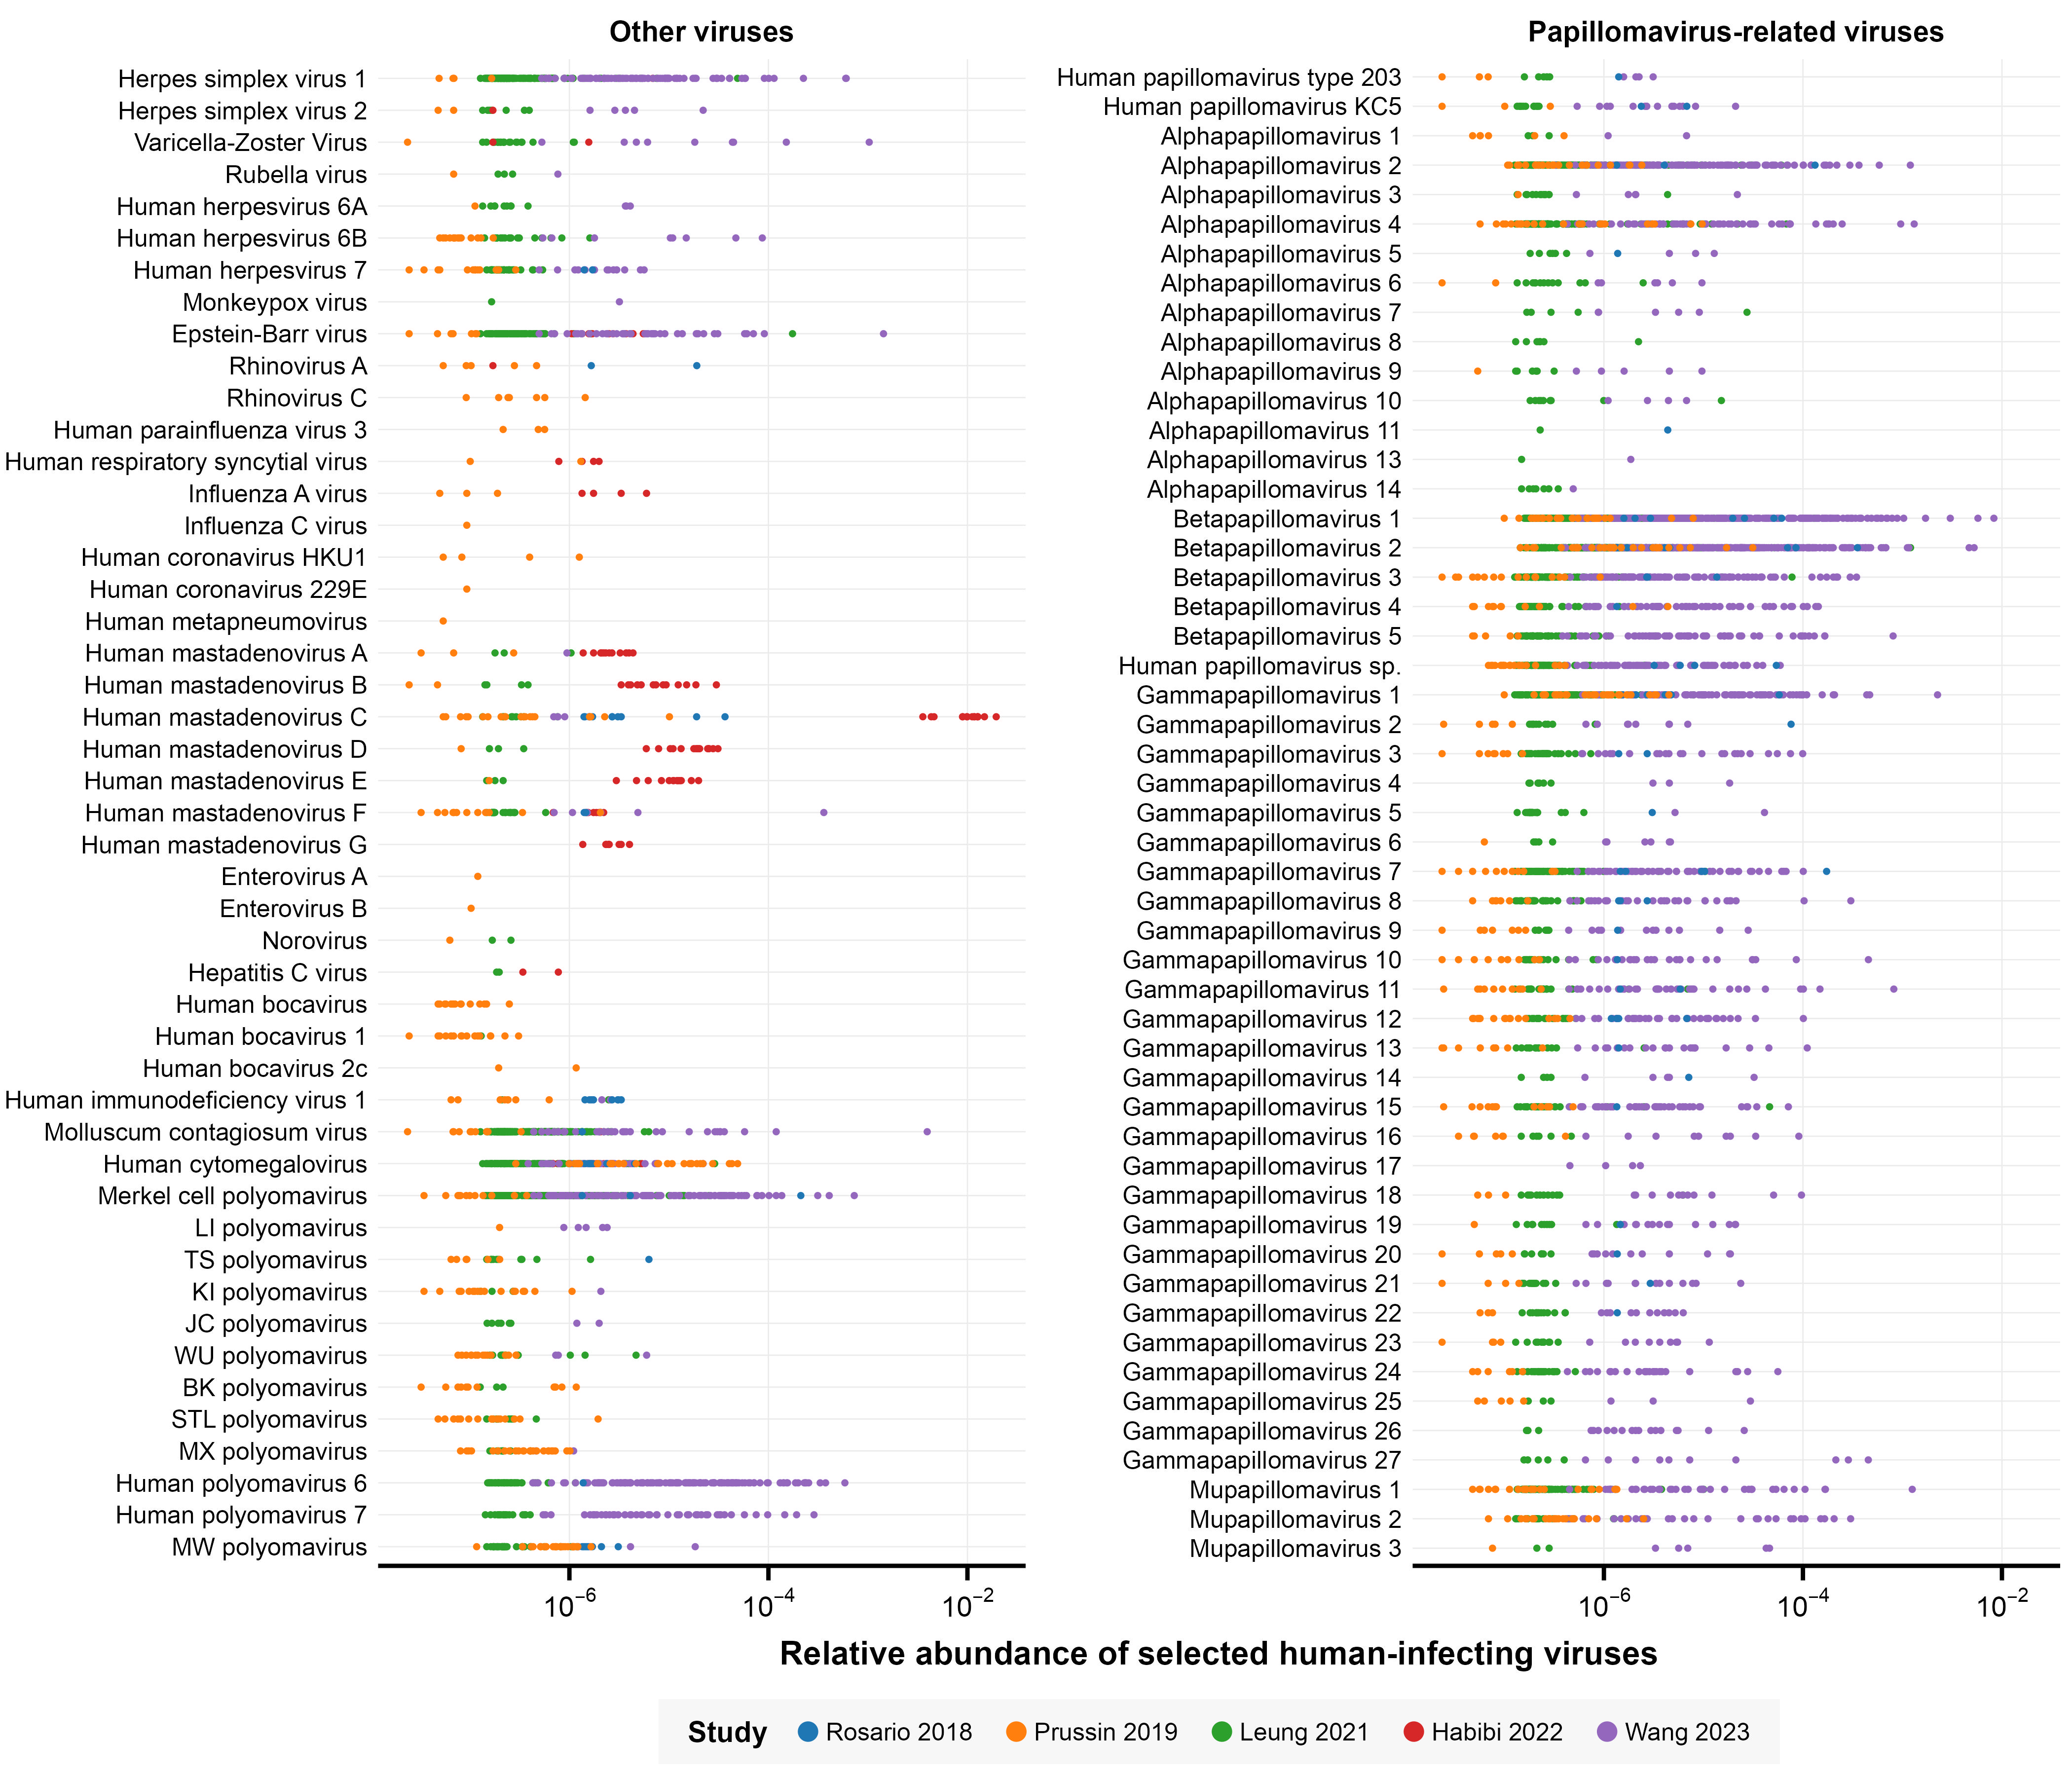 Other viruses
Herpes simplex virus 1
Herpes simplex virus 2
Varicella-Zoster Virus
Rubella virus
Human herpesvirus 6A
Human herpesvirus 6B
Human herpesvirus 7
Monkeypox virus
Epstein-Barr virus
Rhinovirus A
Rhinovirus C
Human parainfluenza virus 3
Human respiratory syncytial virus
Influenza A virus
Influenza C virus
Human coronavirus HKU1
Human coronavirus 229E
Human metapneumovirus
Human mastadenovirus A
Human mastadenovirus B
Human mastadenovirus C
Human mastadenovirus D
Human mastadenovirus E
Human mastadenovirus F
Human mastadenovirus G
Enterovirus A
Enterovirus B
Norovirus
Hepatitis C virus
Human bocavirus
Human bocavirus 1
Human bocavirus 2c
Human immunodeficiency virus 1
Molluscum contagiosum virus
Human cytomegalovirus
Merkel cell polyomavirus
LI polyomavirus
TS polyomavirus
KI polyomavirus
JC polyomavirus
WU polyomavirus
BK polyomavirus
STL polyomavirus
MX polyomavirus
Human polyomavirus 6
Human polyomavirus 7
MW polyomavirus
10⁻⁶ 10⁻⁴ 10⁻²
Papillomavirus-related viruses
Human papillomavirus type 203
Human papillomavirus KC5
Alphapapillomavirus 1
Alphapapillomavirus 2
Alphapapillomavirus 3
Alphapapillomavirus 4
Alphapapillomavirus 5
Alphapapillomavirus 6
Alphapapillomavirus 7
Alphapapillomavirus 8
Alphapapillomavirus 9
Alphapapillomavirus 10
Alphapapillomavirus 11
Alphapapillomavirus 13
Alphapapillomavirus 14
Betapapillomavirus 1
Betapapillomavirus 2
Betapapillomavirus 3
Betapapillomavirus 4
Betapapillomavirus 5
Human papillomavirus sp.
Gammapapillomavirus 1
Gammapapillomavirus 2
Gammapapillomavirus 3
Gammapapillomavirus 4
Gammapapillomavirus 5
Gammapapillomavirus 6
Gammapapillomavirus 7
Gammapapillomavirus 8
Gammapapillomavirus 9
Gammapapillomavirus 10
Gammapapillomavirus 11
Gammapapillomavirus 12
Gammapapillomavirus 13
Gammapapillomavirus 14
Gammapapillomavirus 15
Gammapapillomavirus 16
Gammapapillomavirus 17
Gammapapillomavirus 18
Gammapapillomavirus 19
Gammapapillomavirus 20
Gammapapillomavirus 21
Gammapapillomavirus 22
Gammapapillomavirus 23
Gammapapillomavirus 24
Gammapapillomavirus 25
Gammapapillomavirus 26
Gammapapillomavirus 27
Mupapillomavirus 1
Mupapillomavirus 2
Mupapillomavirus 3
10⁻⁶ 10⁻⁴ 10⁻²
Relative abundance of selected human-infecting viruses
Study Rosario 2018 Prussin 2019 Leung 2021 Habibi 2022 Wang 2023